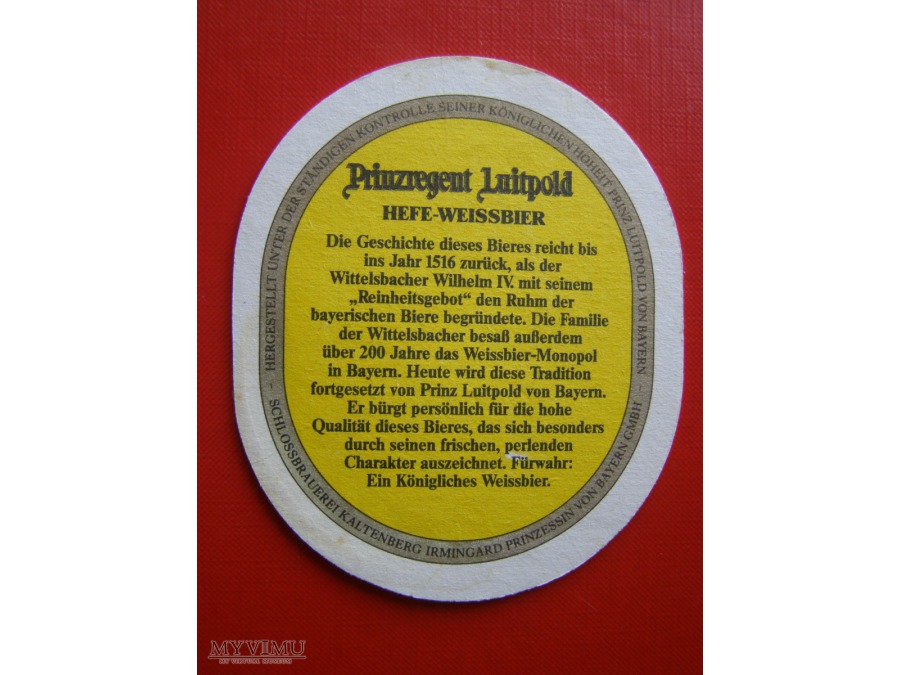 HERGESTELLT UNTER DER STÄNDIGEN KONTROLLE SEINER KÖNIGLICHEN HOHEIT PRINZ LUITPOLD VON BAYERN
Prinzregent Luitpold
HEFE-WEISSBIER
Die Geschichte dieses Bieres reicht bis
ins Jahr 1516 zurück, als der
Wittelsbacher Wilhelm IV. mit seinem
„Reinheitsgebot“ den Ruhm der
bayerischen Biere begründete. Die Familie
der Wittelsbacher besaß außerdem
über 200 Jahre das Weissbier-Monopol
in Bayern. Heute wird diese Tradition
fortgesetzt von Prinz Luitpold von Bayern.
Er bürgt persönlich für die hohe
Qualität dieses Bieres, das sich besonders
durch seinen frischen, perlenden
Charakter auszeichnet. Fürwahr:
Ein Königliches Weissbier.
– SCHLOSSBRAUEREI KALTENBERG IRMINGARD PRINZESSIN VON BAYERN GMBH –
MYVIMU
MY VIRTUAL MUSEUM